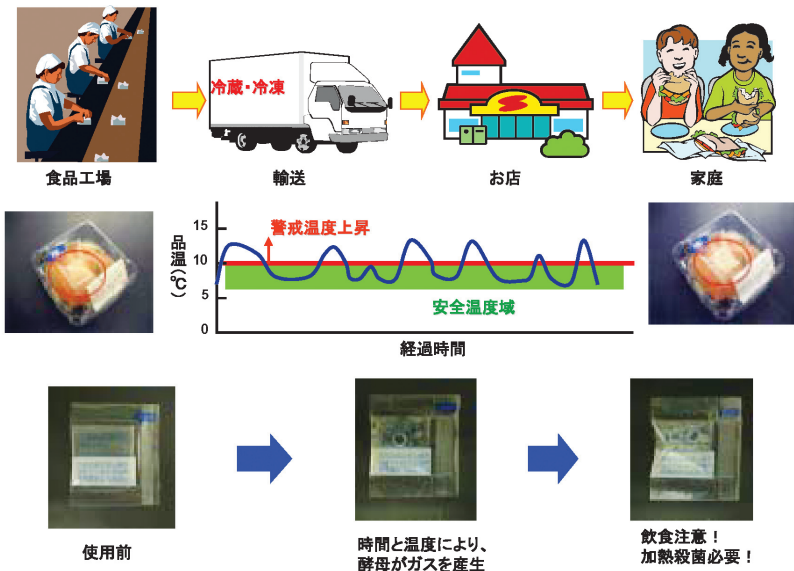 冷蔵・冷凍
食品工場
輸送
お店
家庭
品温(℃)
15
10
5
0
警戒温度上昇
安全温度域
経過時間
使用前
時間と温度により、
酵母がガスを産生
飲食注意！
加熱殺菌必要！